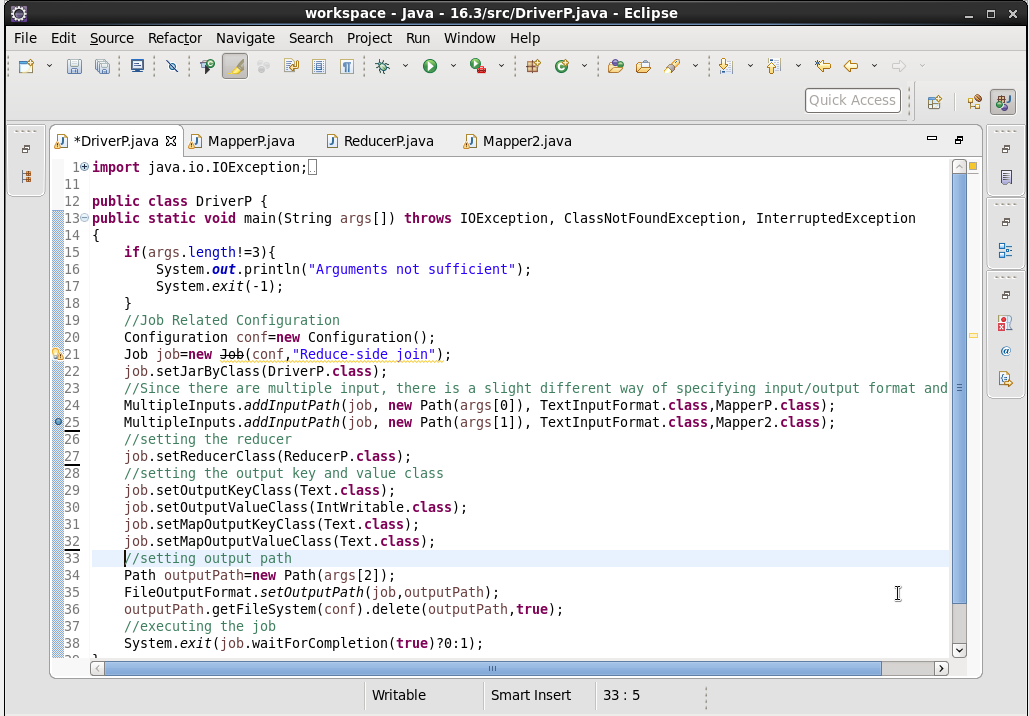 workspace - Java - 16.3/src/DriverP.java - Eclipse
File Edit Source Refactor Navigate Search Project Run Window Help
Quick Access
*DriverP.java MapperP.java ReducerP.java Mapper2.java
1 import java.io.IOException;
11
12 public class DriverP {
13 public static void main(String args[]) throws IOException, ClassNotFoundException, InterruptedException
14 {
15 if(args.length!=3){
16 System.out.println("Arguments not sufficient");
17 System.exit(-1);
18 }
19 //Job Related Configuration
20 Configuration conf=new Configuration();
21 Job job=new Job(conf,"Reduce-side join");
22 job.setJarByClass(DriverP.class);
23 //Since there are multiple input, there is a slight different way of specifying input/output format and
24 MultipleInputs.addInputPath(job, new Path(args[0]), TextInputFormat.class,MapperP.class);
25 MultipleInputs.addInputPath(job, new Path(args[1]), TextInputFormat.class,Mapper2.class);
26 //setting the reducer
27 job.setReducerClass(ReducerP.class);
28 //setting the output key and value class
29 job.setOutputKeyClass(Text.class);
30 job.setOutputValueClass(IntWritable.class);
31 job.setMapOutputKeyClass(Text.class);
32 job.setMapOutputValueClass(Text.class);
33 //setting output path
34 Path outputPath=new Path(args[2]);
35 FileOutputFormat.setOutputPath(job,outputPath);
36 outputPath.getFileSystem(conf).delete(outputPath,true);
37 //executing the job
38 System.exit(job.waitForCompletion(true)?0:1);
Writable Smart Insert 33 : 5